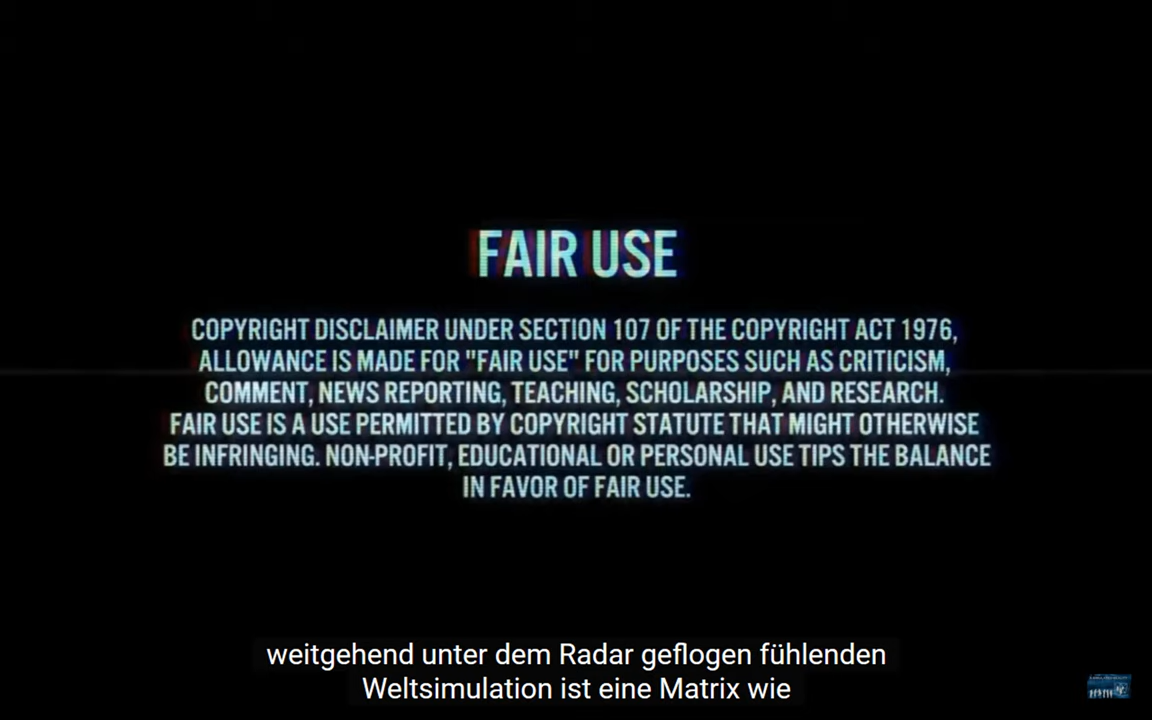 FAIR USE
COPYRIGHT DISCLAIMER UNDER SECTION 107 OF THE COPYRIGHT ACT 1976,
ALLOWANCE IS MADE FOR "FAIR USE" FOR PURPOSES SUCH AS CRITICISM,
COMMENT, NEWS REPORTING, TEACHING, SCHOLARSHIP, AND RESEARCH.
FAIR USE IS A USE PERMITTED BY COPYRIGHT STATUTE THAT MIGHT OTHERWISE
BE INFRINGING. NON-PROFIT, EDUCATIONAL OR PERSONAL USE TIPS THE BALANCE
IN FAVOR OF FAIR USE.
weitgehend unter dem Radar geflogen fühlenden
Weltsimulation ist eine Matrix wie